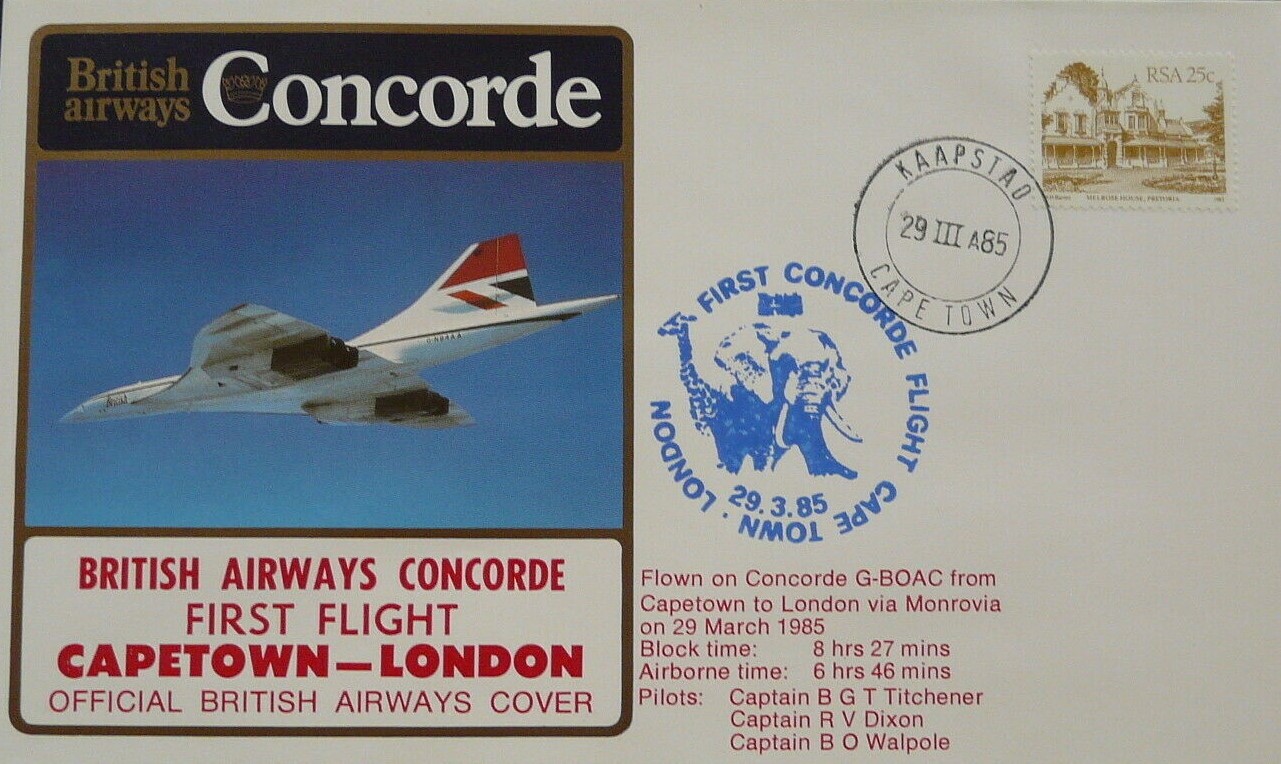 British
airways
Concorde
BRITISH AIRWAYS CONCORDE
FIRST FLIGHT
CAPETOWN—LONDON
OFFICIAL BRITISH AIRWAYS COVER
RSA 25c
MELROSE HOUSE, PRETORIA
KAAPSTAD
29 III A85
CAPE TOWN
FIRST CONCORDE FLIGHT CAPE TOWN · LONDON
29.3.85
Flown on Concorde G-BOAC from
Capetown to London via Monrovia
on 29 March 1985
Block time: 8 hrs 27 mins
Airborne time: 6 hrs 46 mins
Pilots: Captain B G T Titchener
Captain R V Dixon
Captain B O Walpole